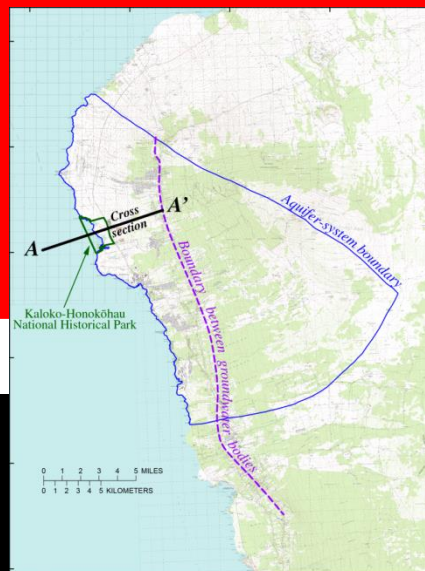 Aquifer-system boundary
A
Cross
section
A'
Kaloko-Honokōhau
National Historical Park
Boundary between groundwater bodies
0 1 2 3 4 5 MILES
0 1 2 3 4 5 KILOMETERS